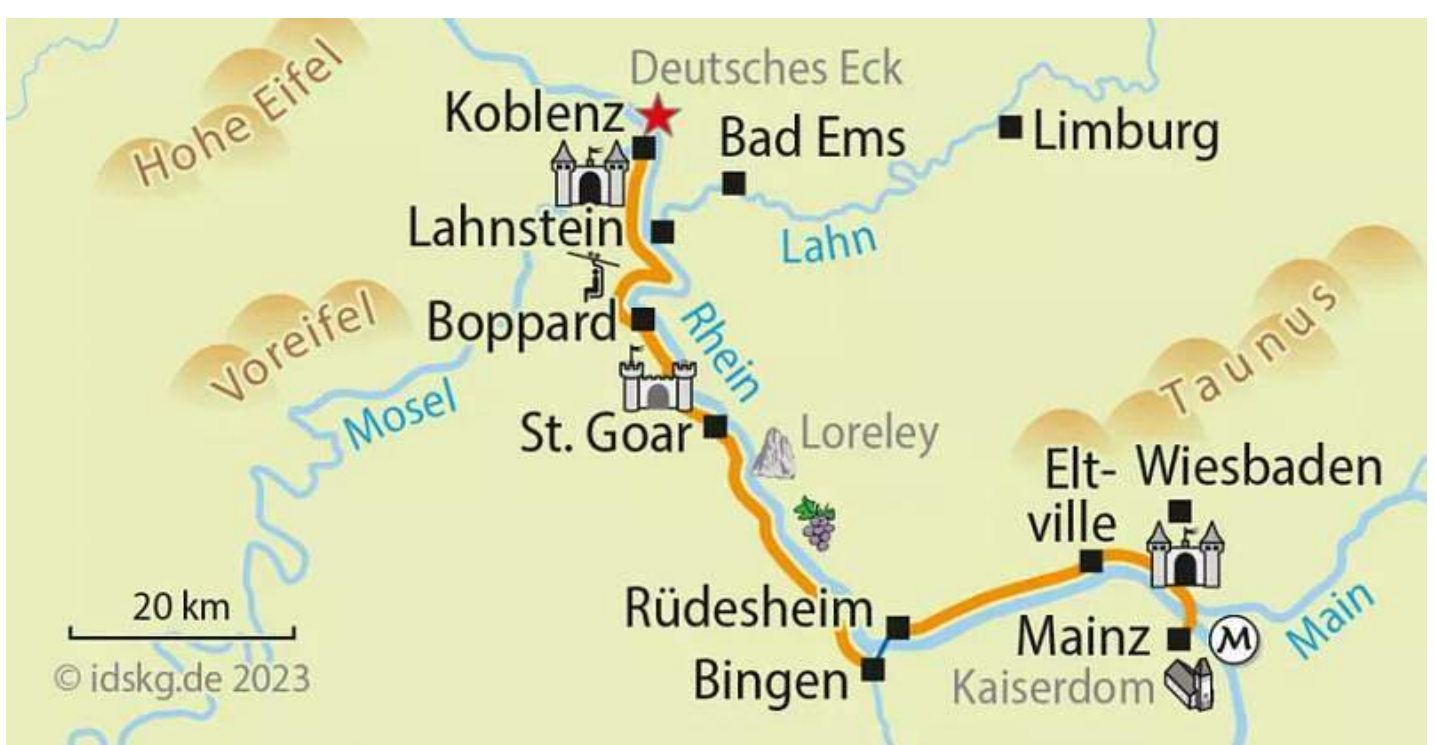 Hohe Eifel
Deutsches Eck
Koblenz
Bad Ems
Limburg
Lahnstein
Lahn
Voreifel
Boppard
Rhein
Taunus
Mosel
St. Goar
Loreley
Elt-
ville
Wiesbaden
20 km
Rüdesheim
Mainz
M
Main
Bingen
Kaiserdom
© idskg.de 2023